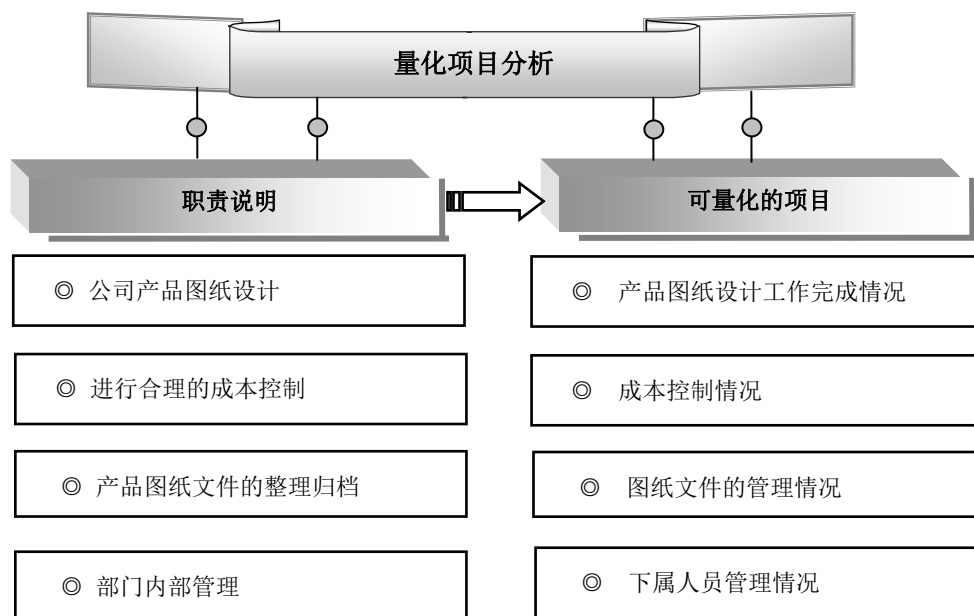 量化项目分析
职责说明
可量化的项目
◎ 公司产品图纸设计
◎ 产品图纸设计工作完成情况
◎ 进行合理的成本控制
◎ 成本控制情况
◎ 产品图纸文件的整理归档
◎ 图纸文件的管理情况
◎ 部门内部管理
◎ 下属人员管理情况